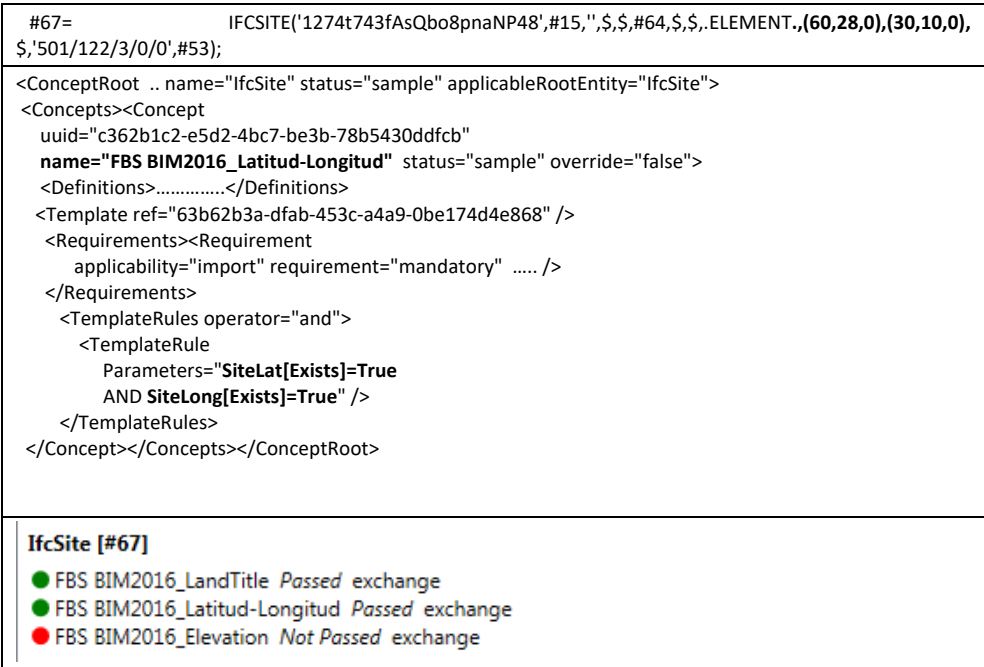 #67= IFCSITE('1274t743fAsQbo8pnaNP48',#15,'',$,$,#64,$,$,.ELEMENT.,(60,28,0),(30,10,0),
$,'501/122/3/0/0',#53);
<ConceptRoot .. name="IfcSite" status="sample" applicableRootEntity="IfcSite">
<Concepts><Concept
uuid="c362b1c2-e5d2-4bc7-be3b-78b5430ddfcb"
name="FBS BIM2016_Latitud-Longitud" status="sample" override="false">
<Definitions>…………..</Definitions>
<Template ref="63b62b3a-dfab-453c-a4a9-0be174d4e868" />
<Requirements><Requirement
applicability="import" requirement="mandatory" ….. />
</Requirements>
<TemplateRules operator="and">
<TemplateRule
Parameters="SiteLat[Exists]=True
AND SiteLong[Exists]=True" />
</TemplateRules>
</Concept></Concepts></ConceptRoot>
IfcSite [#67]
FBS BIM2016_LandTitle Passed exchange
FBS BIM2016_Latitud-Longitud Passed exchange
FBS BIM2016_Elevation Not Passed exchange